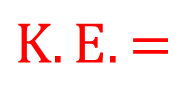 K. E. =